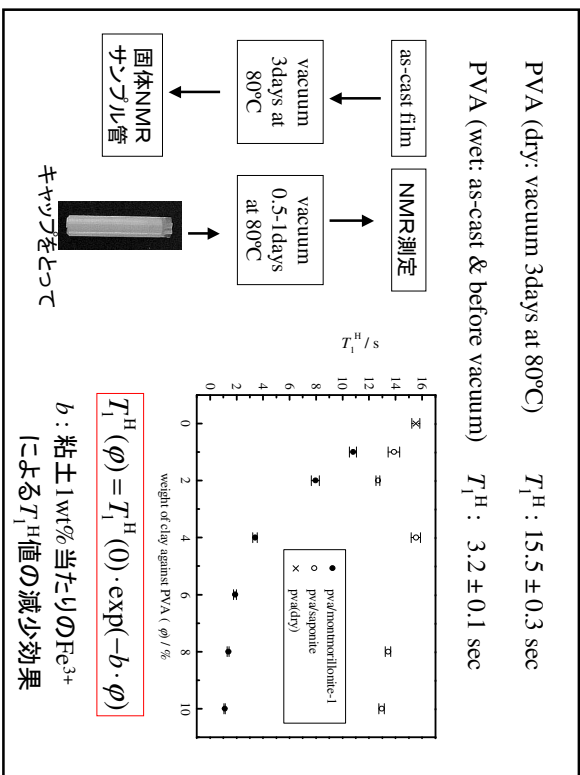 PVA (dry: vacuum 3days at 80ºC) T₁ᴴ : 15.5 ± 0.3 sec
PVA (wet: as-cast & before vacuum) T₁ᴴ : 3.2 ± 0.1 sec
as-cast film
vacuum
3days at
80ºC
固体NMR
サンプル管
NMR測定
vacuum
0.5-1days
at 80ºC
キャップをとって
T₁ᴴ / s
16
14
12
10
8
6
4
2
0
0
2
4
6
8
10
weight of clay against PVA ( φ) / %
pva/montmorillonite-1
pva/saponite
pva(dry)
T₁ᴴ(φ) = T₁ᴴ(0)·exp(−b·φ)
b : 粘土1wt% 当たりのFe³⁺
によるT₁ᴴ値の減少効果